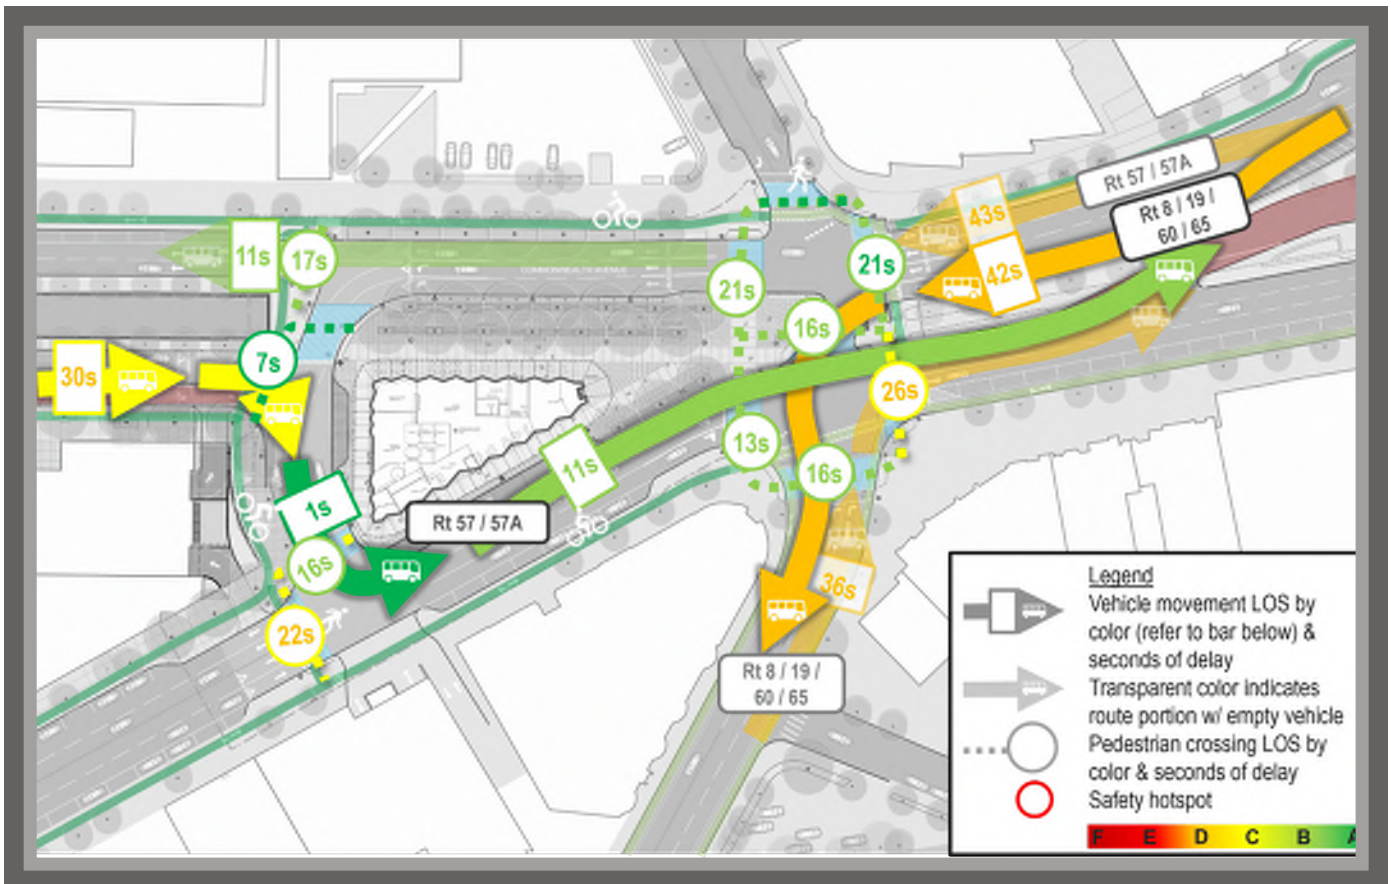 Rt 57 / 57A
43s
Rt 8 / 19 /
60 / 65
42s
11s
17s
21s
21s
COMMONWEALTH AVENUE
16s
7s
30s
26s
13s
11s
16s
1s
Rt 57 / 57A
16s
36s
22s
Rt 8 / 19 /
60 / 65
Legend
Vehicle movement LOS by
color (refer to bar below) &
seconds of delay
Transparent color indicates
route portion w/ empty vehicle
Pedestrian crossing LOS by
color & seconds of delay
Safety hotspot
F E D C B A